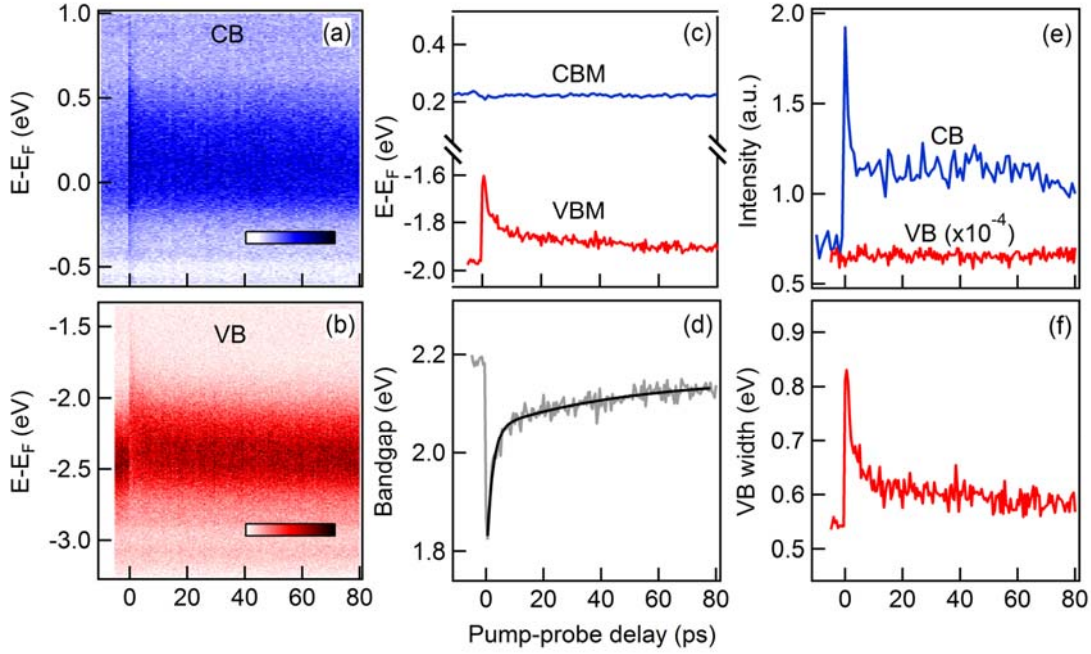 (a)
CB
E-EF (eV)
1.0
0.5
0.0
-0.5
(b)
VB
E-EF (eV)
-1.5
-2.0
-2.5
-3.0
0 20 40 60 80
(c)
CBM
VBM
E-EF (eV)
0.4
0.2
-1.6
-1.8
-2.0
(d)
Bandgap (eV)
2.2
2.0
1.8
0 20 40 60 80
Pump-probe delay (ps)
(e)
CB
VB (x10-4)
Intensity (a.u.)
2.0
1.5
1.0
0.5
(f)
VB width (eV)
0.9
0.8
0.7
0.6
0.5
0 20 40 60 80